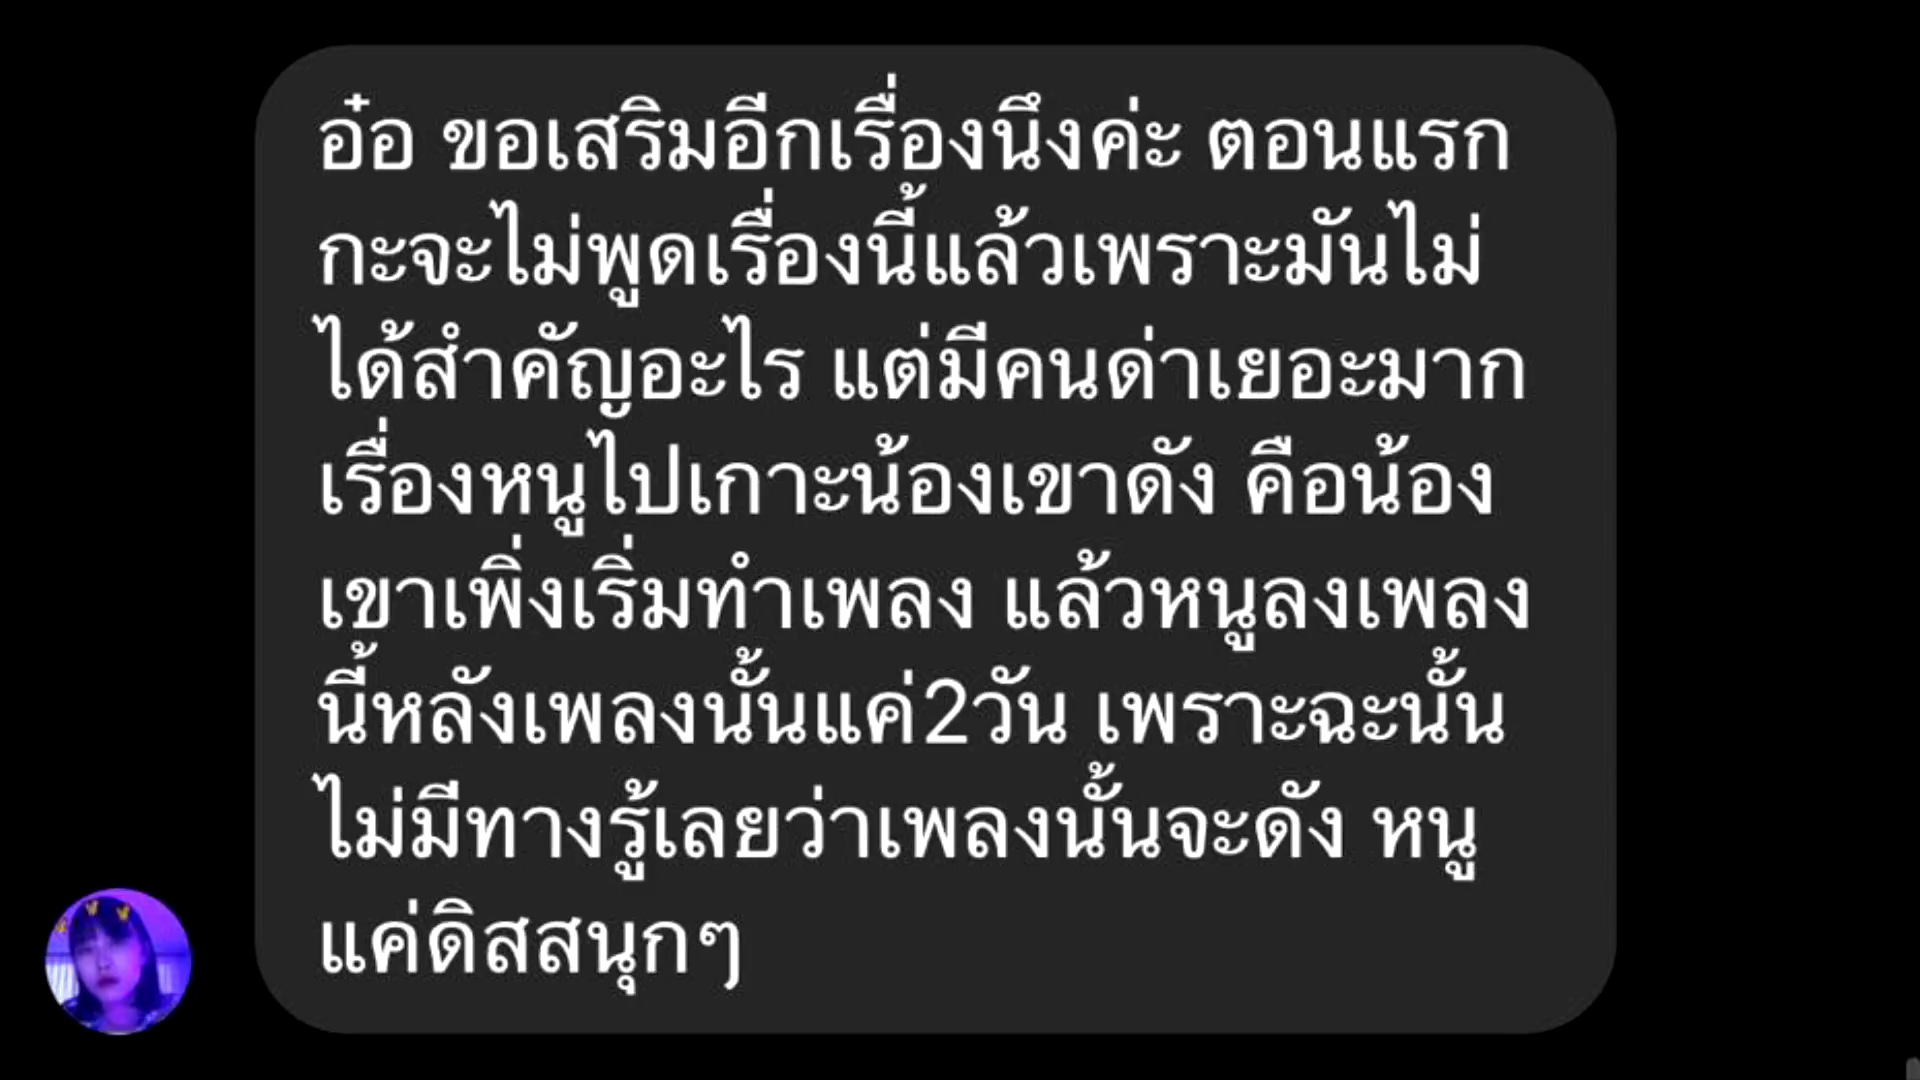 อ๋อ ขอเสริมอีกเรื่องนึงค่ะ ตอนแรก
กะจะไม่พูดเรื่องนี้แล้วเพราะมันไม่
ได้สำคัญอะไร แต่มีคนด่าเยอะมาก
เรื่องหนูไปเกาะน้องเขาดัง คือน้อง
เขาเพิ่งเริ่มทำเพลง แล้วหนูลงเพลง
นี้หลังเพลงนั้นแค่2วัน เพราะฉะนั้น
ไม่มีทางรู้เลยว่าเพลงนั้นจะดัง หนู
แค่ดิสสนุกๆ